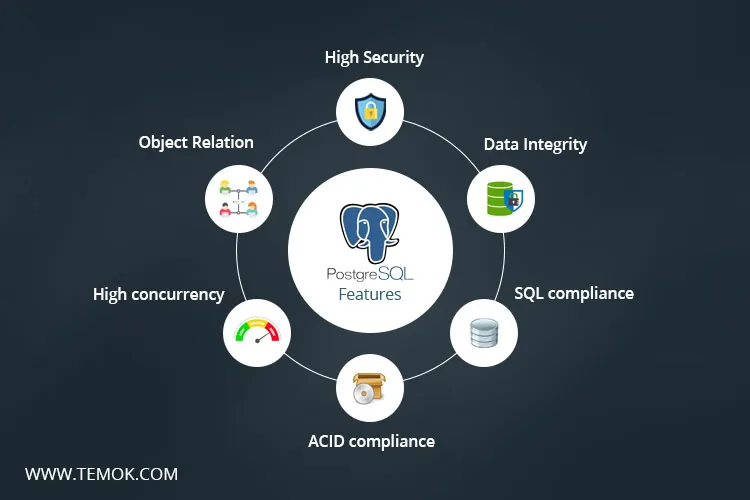 High Security
Object Relation
Data Integrity
PostgreSQL
Features
High concurrency
SQL compliance
ACID compliance
WWW.TEMOK.COM